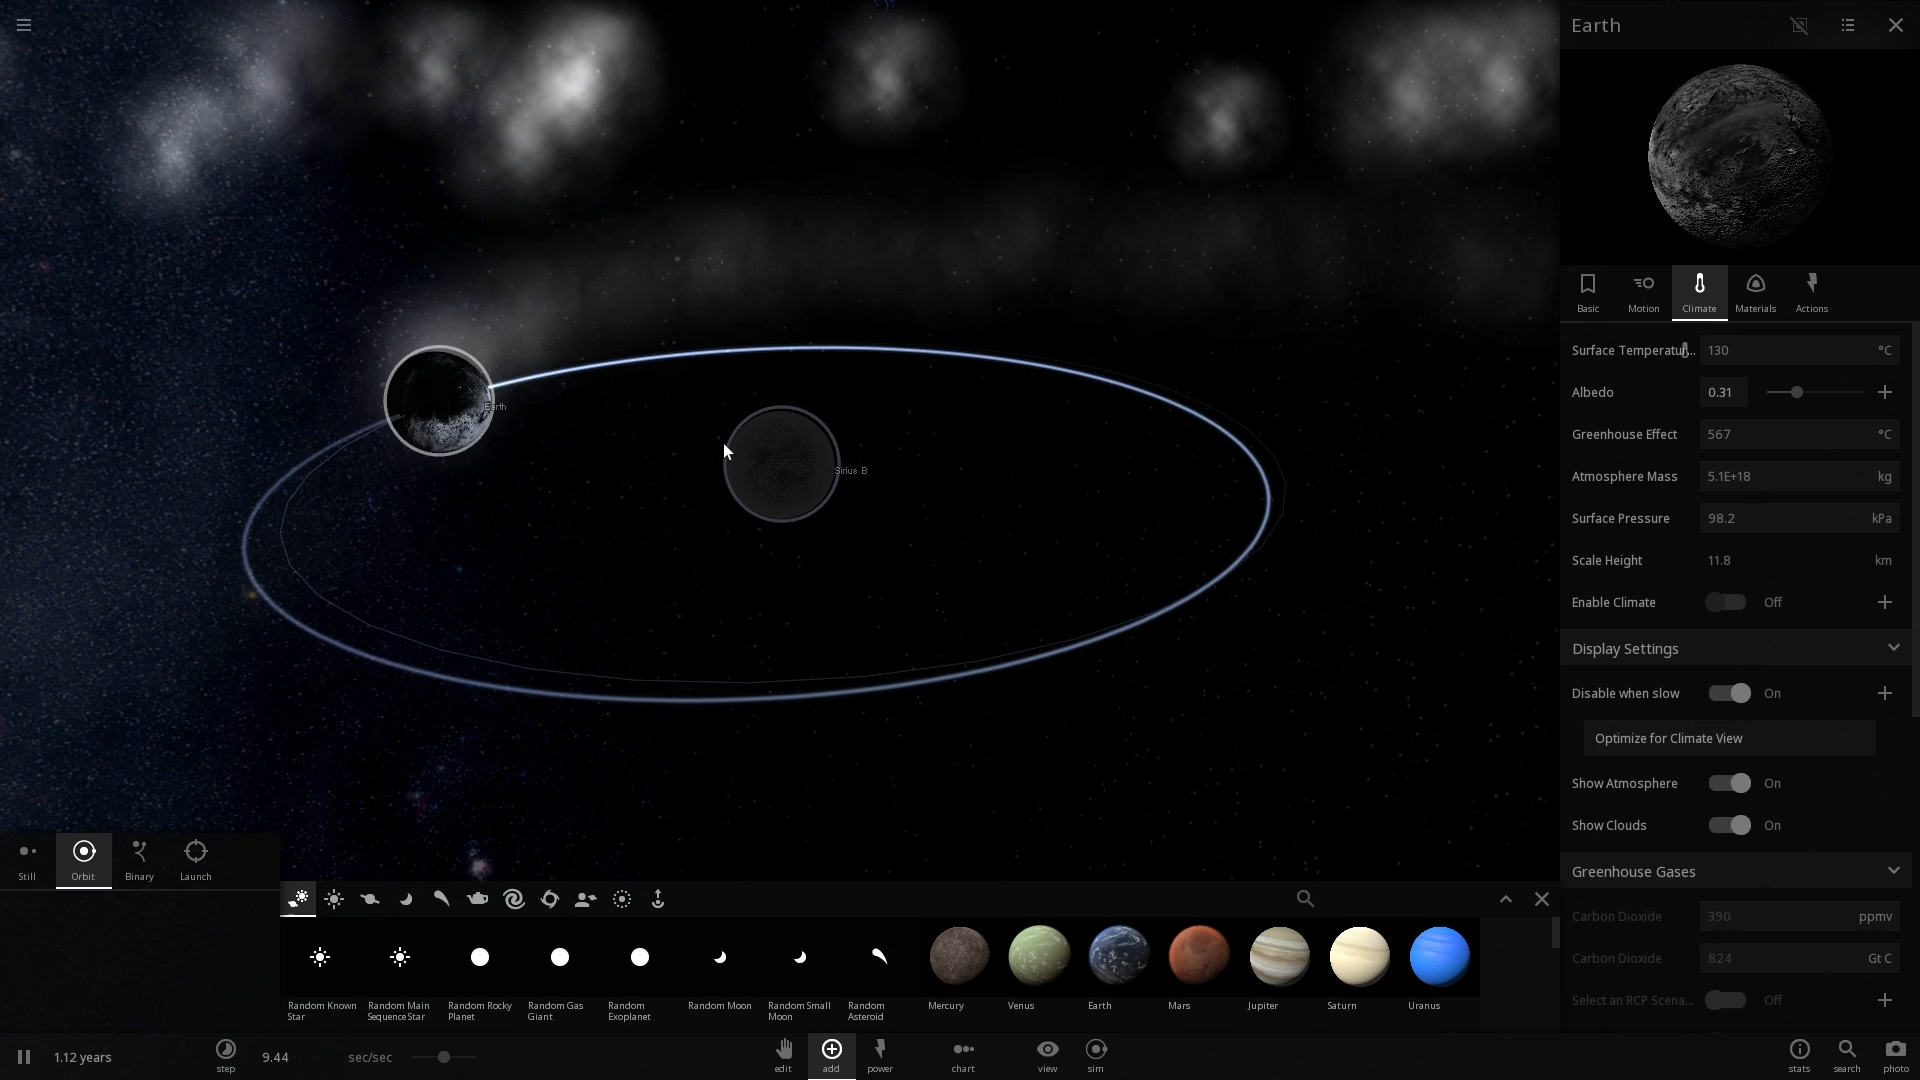 Earth
Basic
Motion
Climate
Materials
Actions
Surface Temperatur...
130
°C
Albedo
0.31
Greenhouse Effect
567
°C
Atmosphere Mass
5.1E+18
kg
Surface Pressure
98.2
kPa
Scale Height
11.8
km
Enable Climate
Off
Display Settings
Disable when slow
On
Optimize for Climate View
Show Atmosphere
On
Show Clouds
On
Greenhouse Gases
Carbon Dioxide
390
ppmv
Carbon Dioxide
824
Gt C
Select an RCP Scena...
Off
Earth
Sirius B
Still
Orbit
Binary
Launch
Random Known
Star
Random Main
Sequence Star
Random Rocky
Planet
Random Gas
Giant
Random
Exoplanet
Random Moon
Random Small
Moon
Random
Asteroid
Mercury
Venus
Earth
Mars
Jupiter
Saturn
Uranus
1.12 years
step
9.44
sec/sec
edit
add
power
chart
view
sim
stats
search
photo